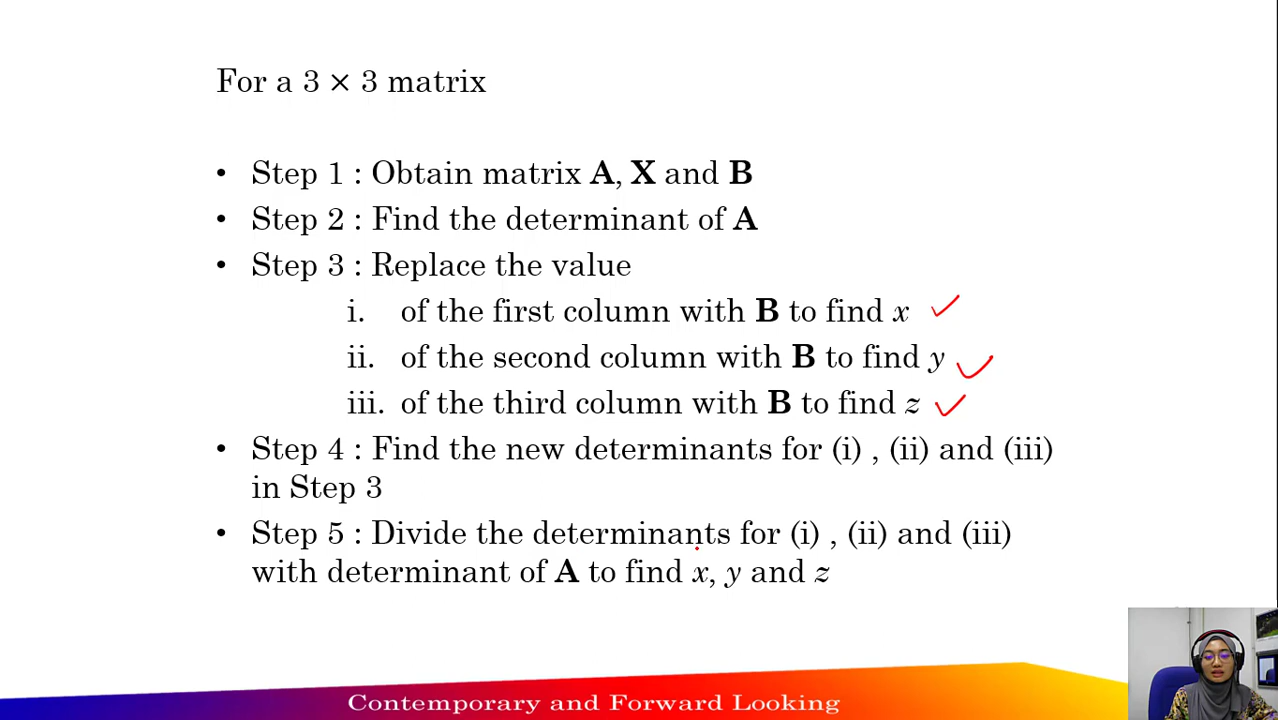 For a 3 × 3 matrix
• Step 1 : Obtain matrix A, X and B
• Step 2 : Find the determinant of A
• Step 3 : Replace the value
i. of the first column with B to find x
ii. of the second column with B to find y
iii. of the third column with B to find z
• Step 4 : Find the new determinants for (i) , (ii) and (iii)
in Step 3
• Step 5 : Divide the determinants for (i) , (ii) and (iii)
with determinant of A to find x, y and z
Contemporary and Forward Looking